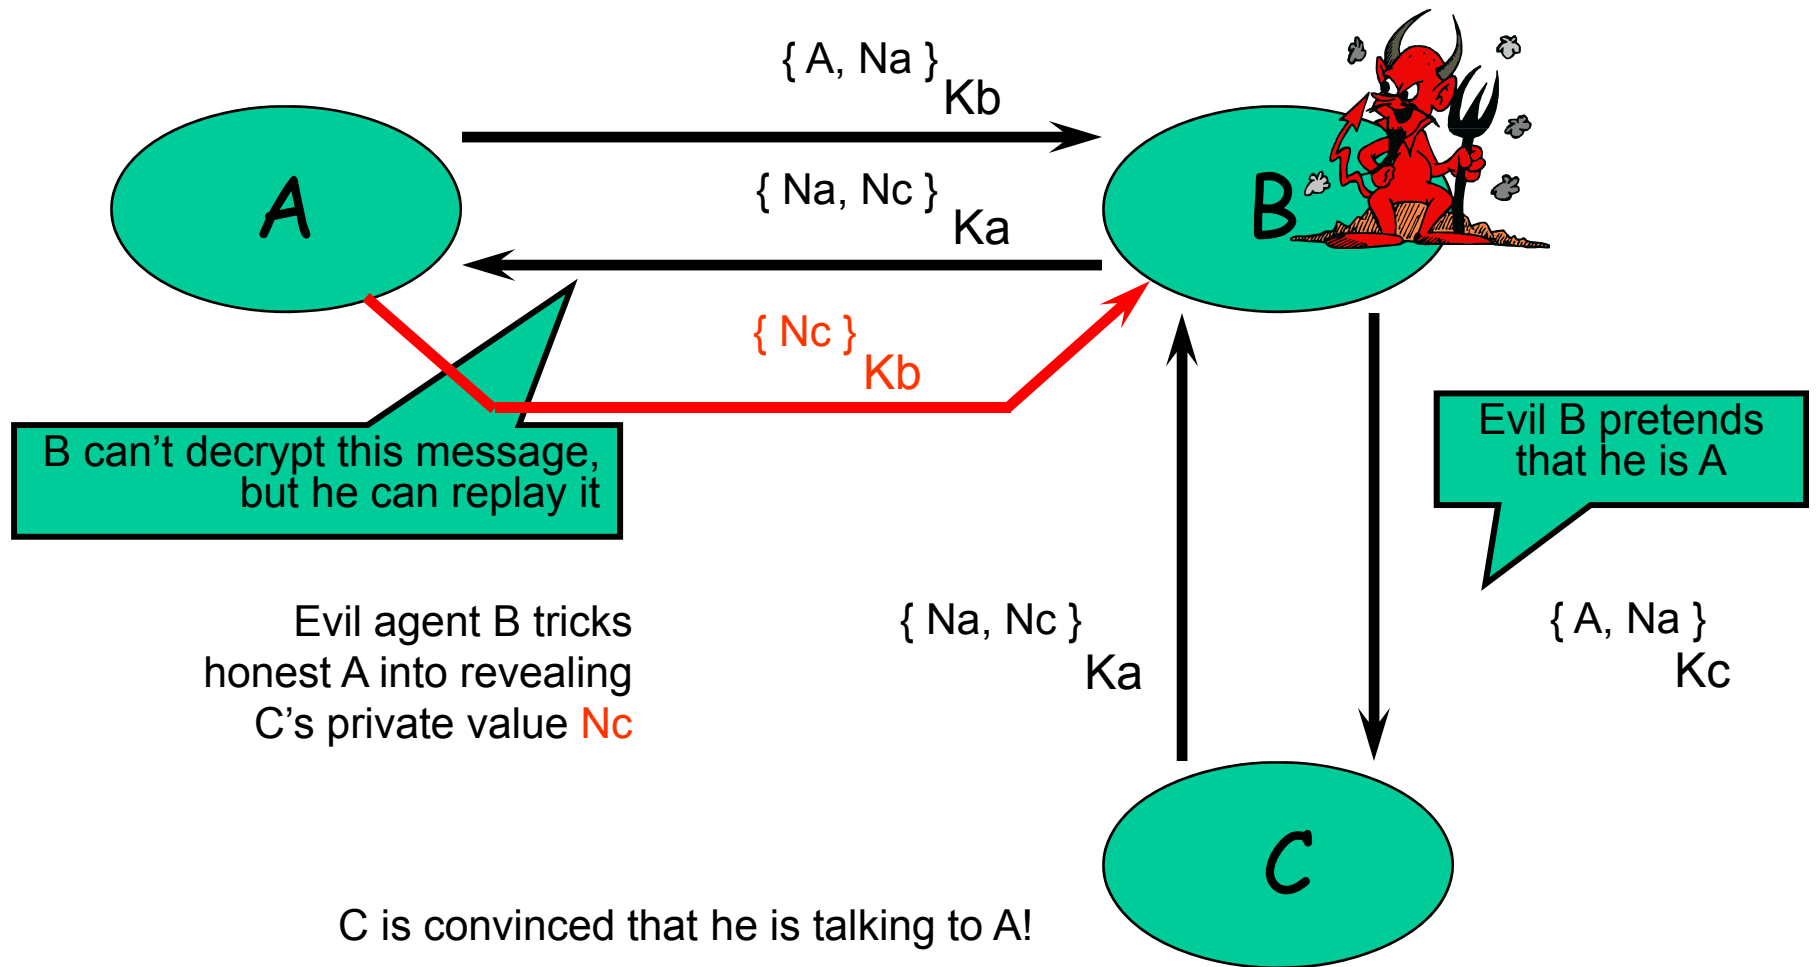 { A, Na }
Kb
A
B
{ Na, Nc }
Ka
{ Nc }
Kb
B can’t decrypt this message,
but he can replay it
Evil B pretends
that he is A
Evil agent B tricks
honest A into revealing
C’s private value Nc
{ Na, Nc }
Ka
{ A, Na }
Kc
C
C is convinced that he is talking to A!